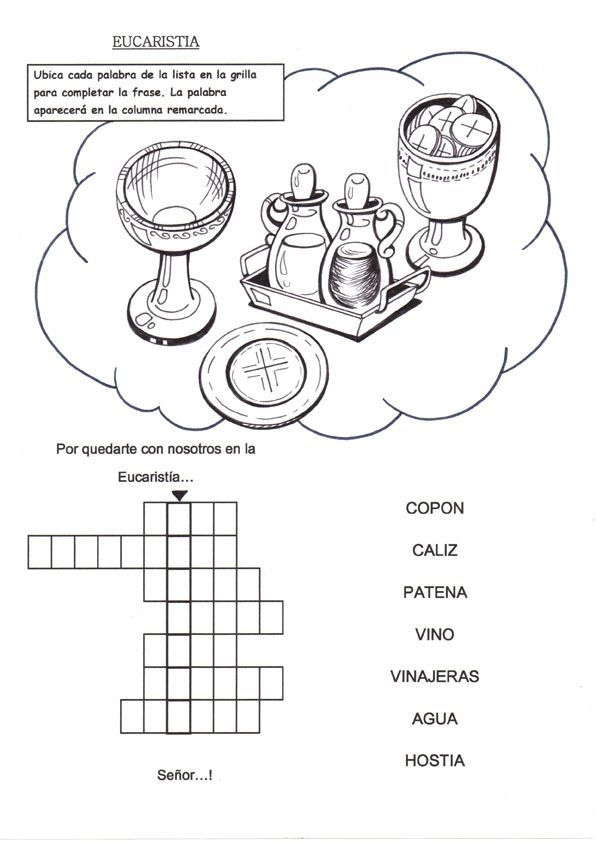 EUCARISTIA
Ubica cada palabra de la lista en la grilla
para completar la frase. La palabra
aparecerá en la columna remarcada.
Por quedarte con nosotros en la
Eucaristía...
COPON
CALIZ
PATENA
VINO
VINAJERAS
AGUA
HOSTIA
Señor...!